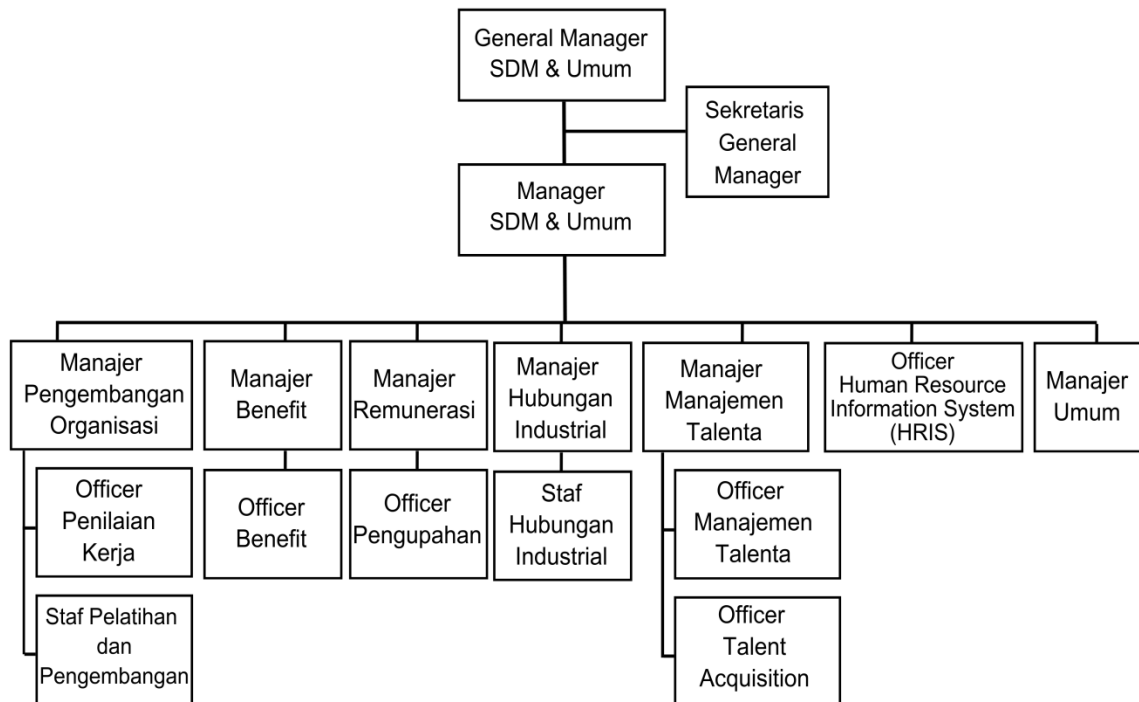 General Manager
SDM & Umum
Sekretaris
General
Manager
Manager
SDM & Umum
Manajer
Pengembangan
Organisasi
Manajer
Benefit
Manajer
Remunerasi
Manajer
Hubungan
Industrial
Manajer
Manajemen
Talenta
Officer
Human Resource
Information System
(HRIS)
Manajer
Umum
Officer
Penilaian
Kerja
Officer
Benefit
Officer
Pengupahan
Staf
Hubungan
Industrial
Officer
Manajemen
Talenta
Staf Pelatihan
dan
Pengembangan
Officer
Talent
Acquisition